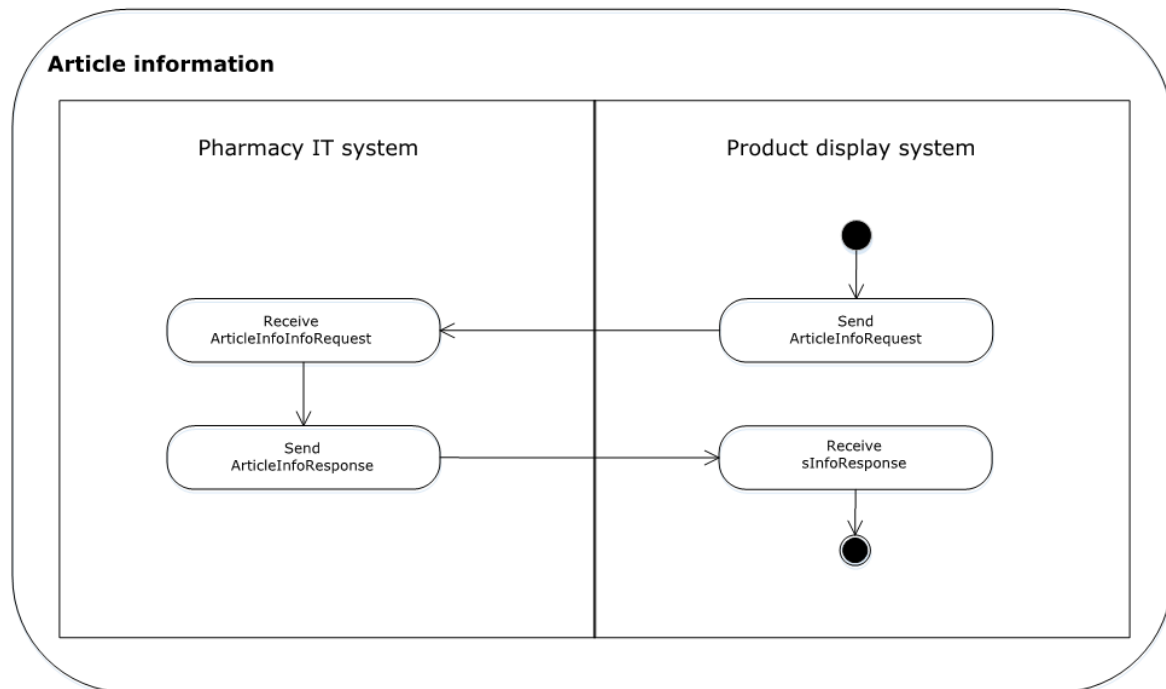 Article information
Pharmacy IT system
Product display system
Receive
ArticleInfoInfoRequest
Send
ArticleInfoRequest
Send
ArticleInfoResponse
Receive
sInfoResponse